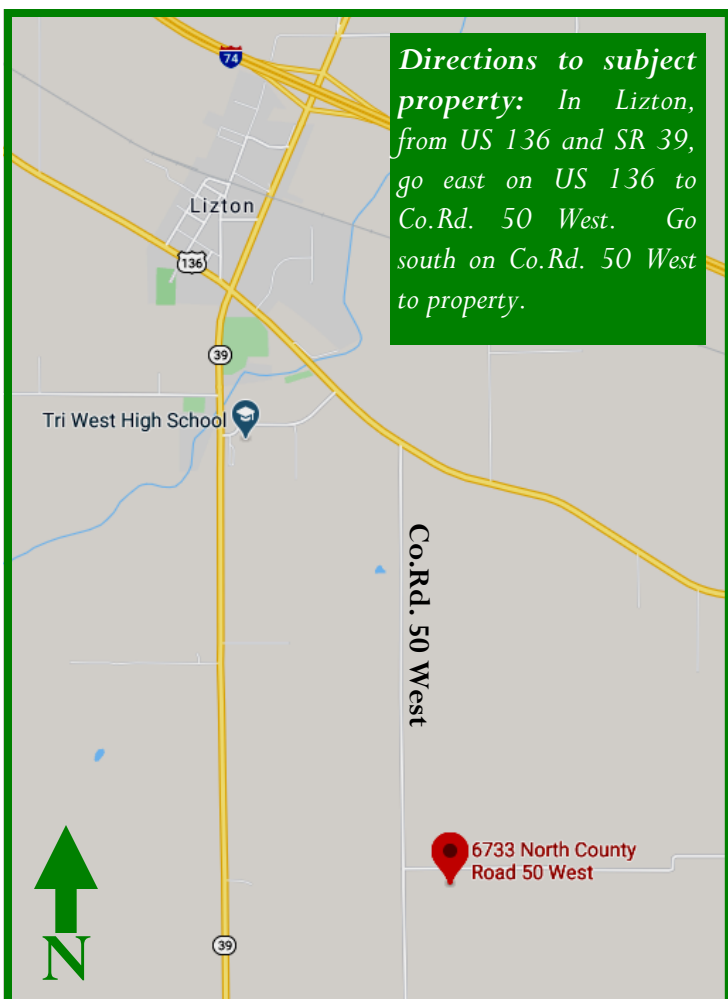 74
Directions to subject
property: In Lizton,
from US 136 and SR 39,
go east on US 136 to
Co.Rd. 50 West. Go
south on Co.Rd. 50 West
to property.
Lizton
136
39
Tri West High School
Co.Rd. 50 West
6733 North County
Road 50 West
39
N